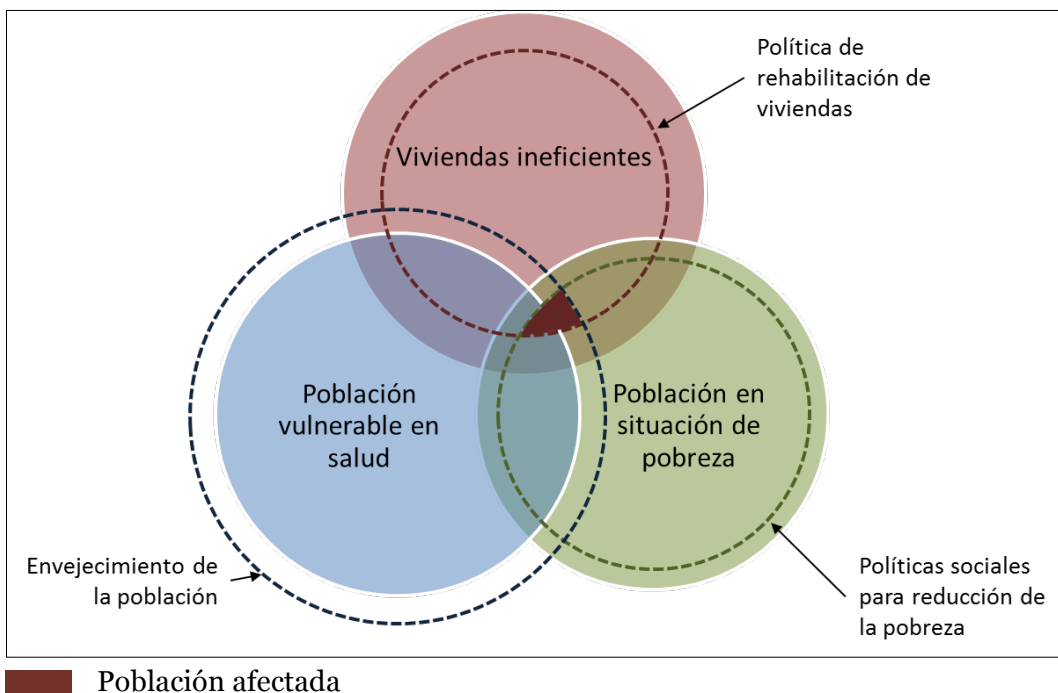 Política de
rehabilitación de
viviendas
Viviendas ineficientes
Población
vulnerable en
salud
Población en
situación de
pobreza
Envejecimiento de
la población
Políticas sociales
para reducción de
la pobreza
Población afectada